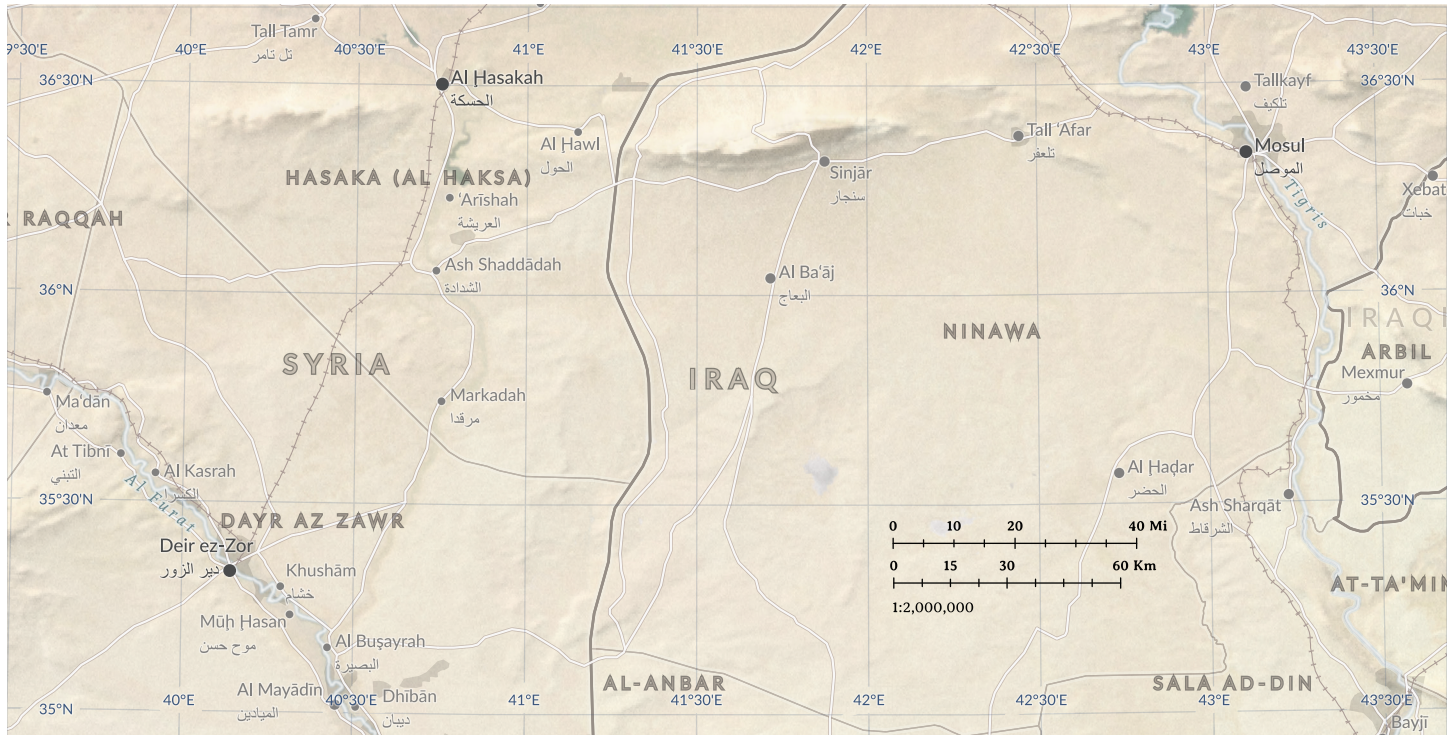 Tall Tamr
تل تامر
9°30'E
40°E
40°30'E
41°E
41°30'E
42°E
42°30'E
43°E
43°30'E
36°30'N
Al Ḩasakah
الحسكة
Tallkayf
تلكيف
36°30'N
Al Ḩawl
الحول
Tall ‘Afar
تلعفر
Mosul
الموصل
Sinjār
سنجار
HASAKA (AL HAKSA)
‘Arīshah
العريشة
Tigris
Xebat
خبات
R RAQQAH
Ash Shaddādah
الشدادة
Al Ba‘āj
البعاج
36°N
36°N
NINAWA
IRAQI
ARBIL
SYRIA
IRAQ
Mexmur
مخمور
Ma‘dān
معدان
Markadah
مرقدا
At Tibnī
التبني
Al Kasrah
الكسرا
Al Furat
Al Ḩaḑar
الحضر
35°30'N
35°30'N
Ash Sharqāţ
الشرقاط
DAYR AZ ZAWR
0 10 20 40 Mi
0 15 30 60 Km
1:2,000,000
Deir ez-Zor
دير الزور
Khushām
خشام
AT-TA'MIN
Mūḩ Ḩasan
موح حسن
Al Buşayrah
البصيرة
Al Mayādīn
الميادين
Dhībān
ديبان
AL-ANBAR
SALA AD-DIN
35°N
40°E
40°30'E
41°E
41°30'E
42°E
42°30'E
43°E
43°30'E
35°N
Bayjī